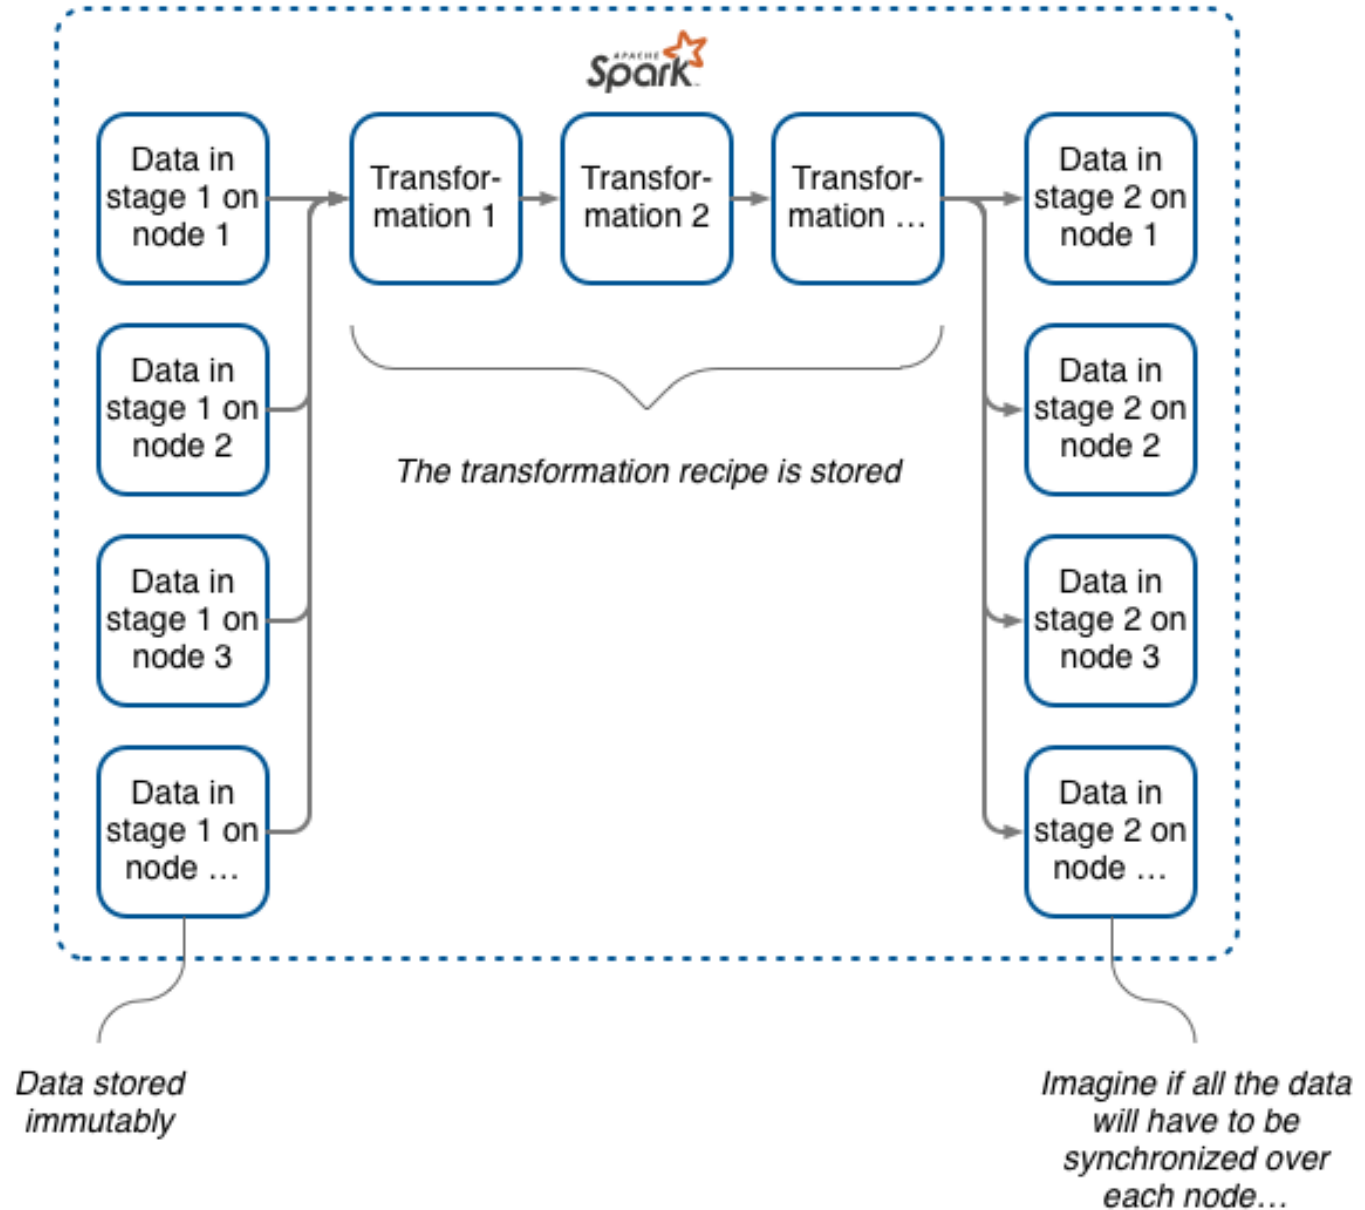 APACHE
Spark
Data in
stage 1 on
node 1
Transfor-
mation 1
Transfor-
mation 2
Transfor-
mation …
Data in
stage 2 on
node 1
Data in
stage 1 on
node 2
Data in
stage 2 on
node 2
The transformation recipe is stored
Data in
stage 1 on
node 3
Data in
stage 2 on
node 3
Data in
stage 1 on
node …
Data in
stage 2 on
node …
Data stored
immutably
Imagine if all the data
will have to be
synchronized over
each node…